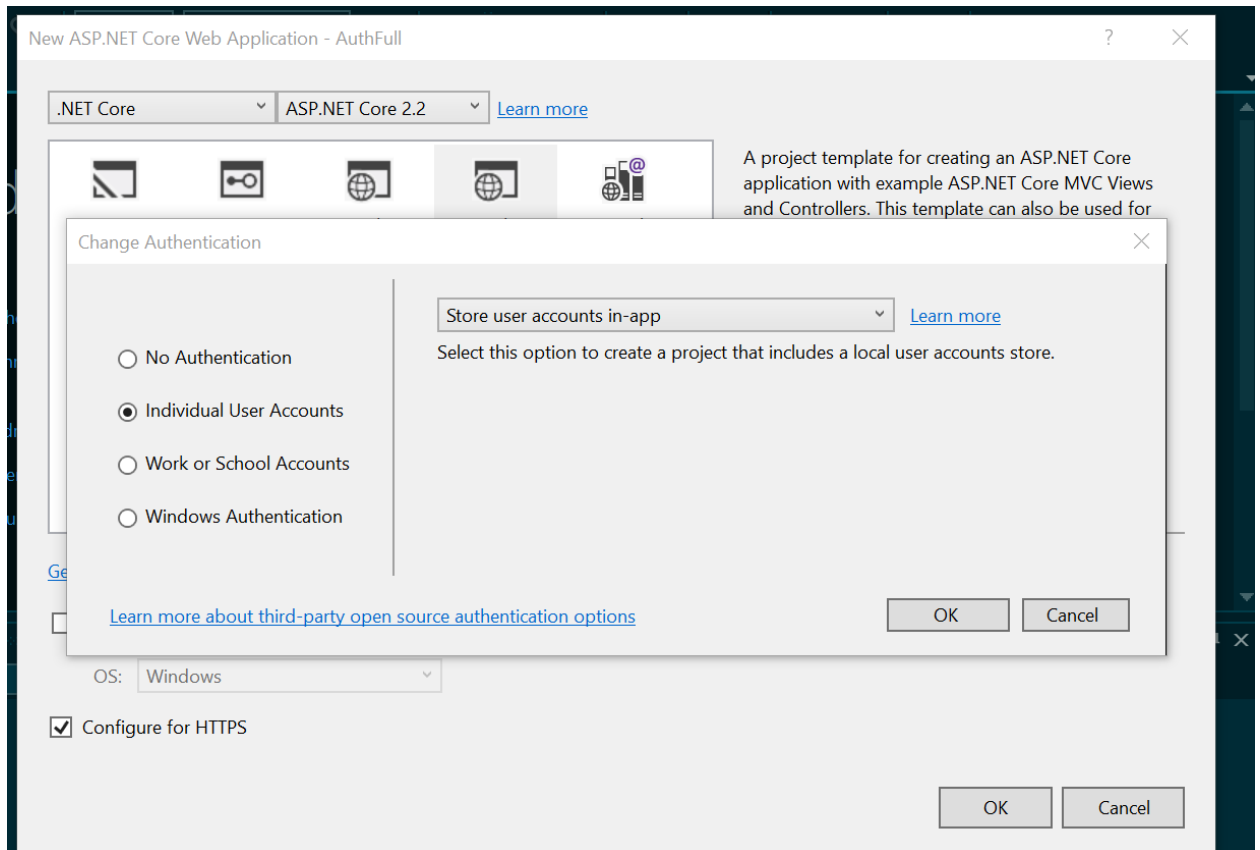 New ASP.NET Core Web Application - AuthFull
?
.NET Core
ASP.NET Core 2.2
Learn more
@
A project template for creating an ASP.NET Core
application with example ASP.NET Core MVC Views
and Controllers. This template can also be used for
Change Authentication
Store user accounts in-app
Learn more
Select this option to create a project that includes a local user accounts store.
No Authentication
Individual User Accounts
Work or School Accounts
Windows Authentication
Ge
Learn more about third-party open source authentication options
OK
Cancel
OS:
Windows
Configure for HTTPS
OK
Cancel